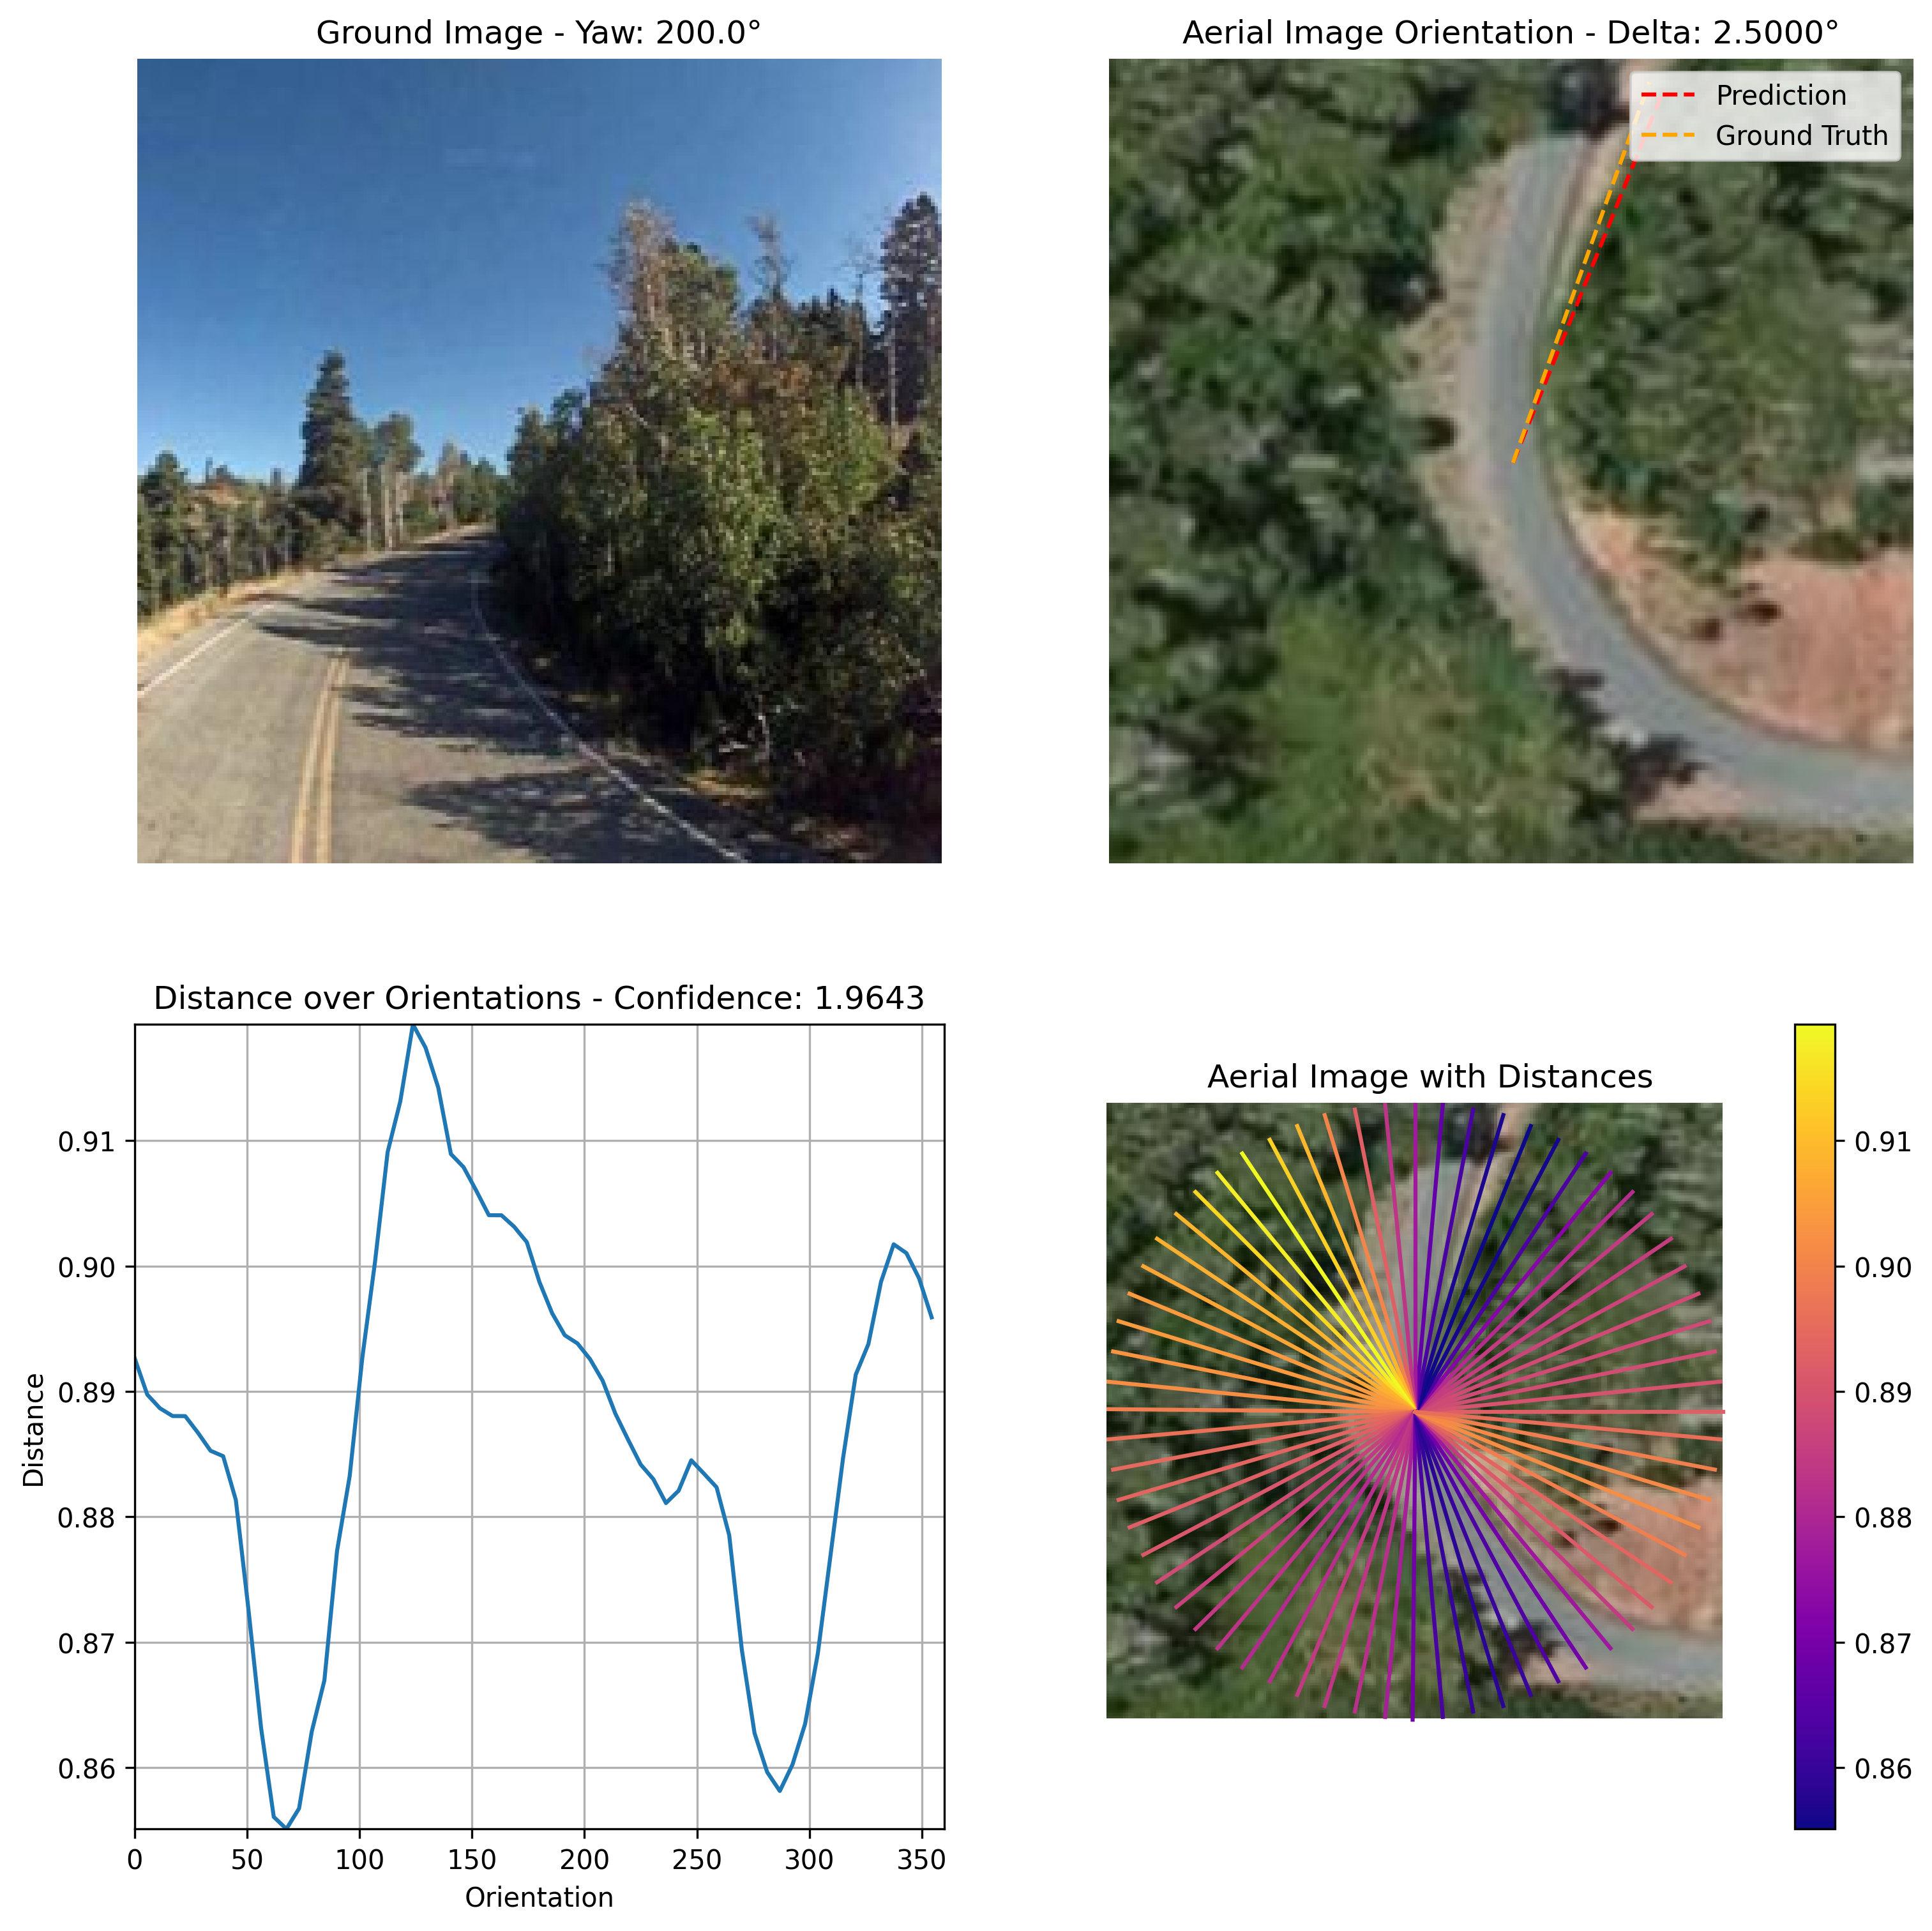 Ground Image - Yaw: 200.0°
Aerial Image Orientation - Delta: 2.5000°
Prediction
Ground Truth
Distance over Orientations - Confidence: 1.9643
0.91
0.90
0.89
0.88
0.87
0.86
Distance
0
50
100
150
200
250
300
350
Orientation
Aerial Image with Distances
0.91
0.90
0.89
0.88
0.87
0.86